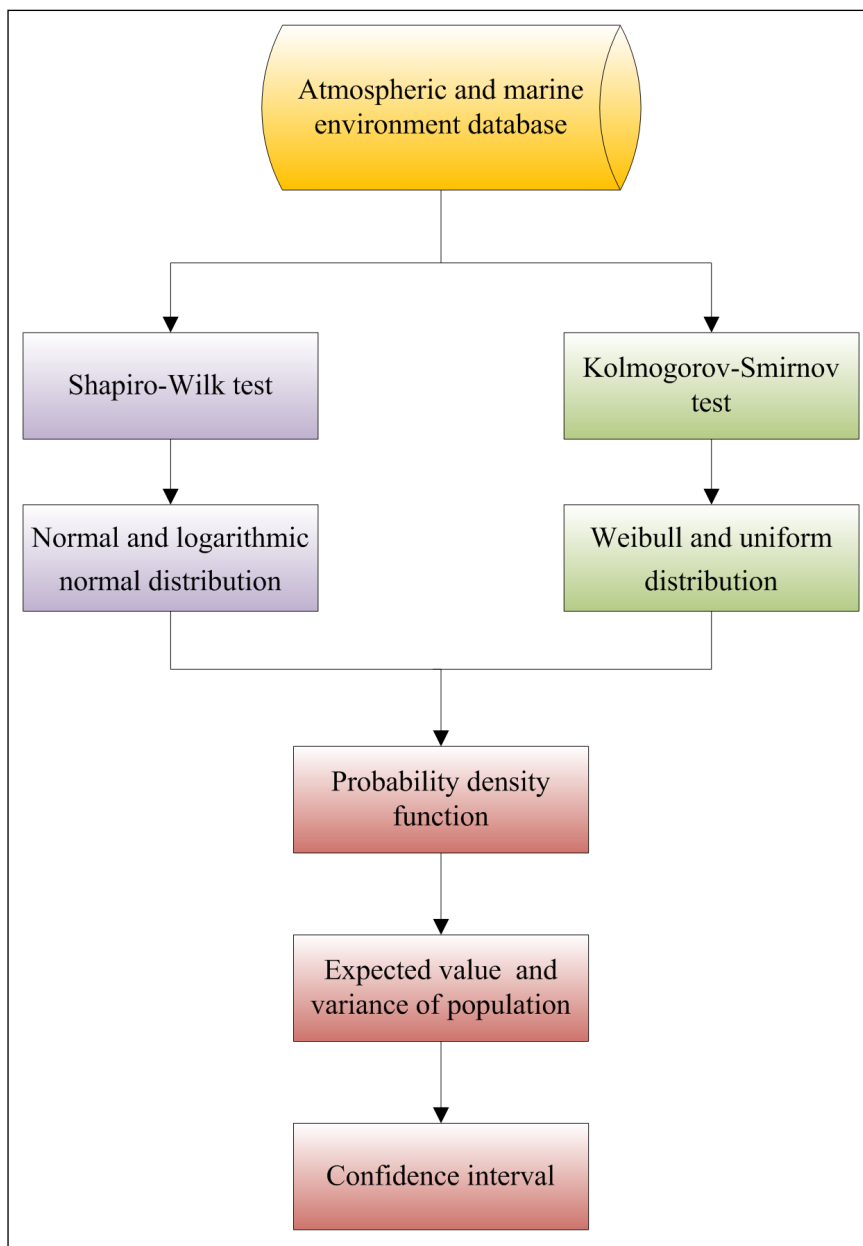 Atmospheric and marine
environment database
Shapiro-Wilk test
Kolmogorov-Smirnov
test
Normal and logarithmic
normal distribution
Weibull and uniform
distribution
Probability density
function
Expected value and
variance of population
Confidence interval